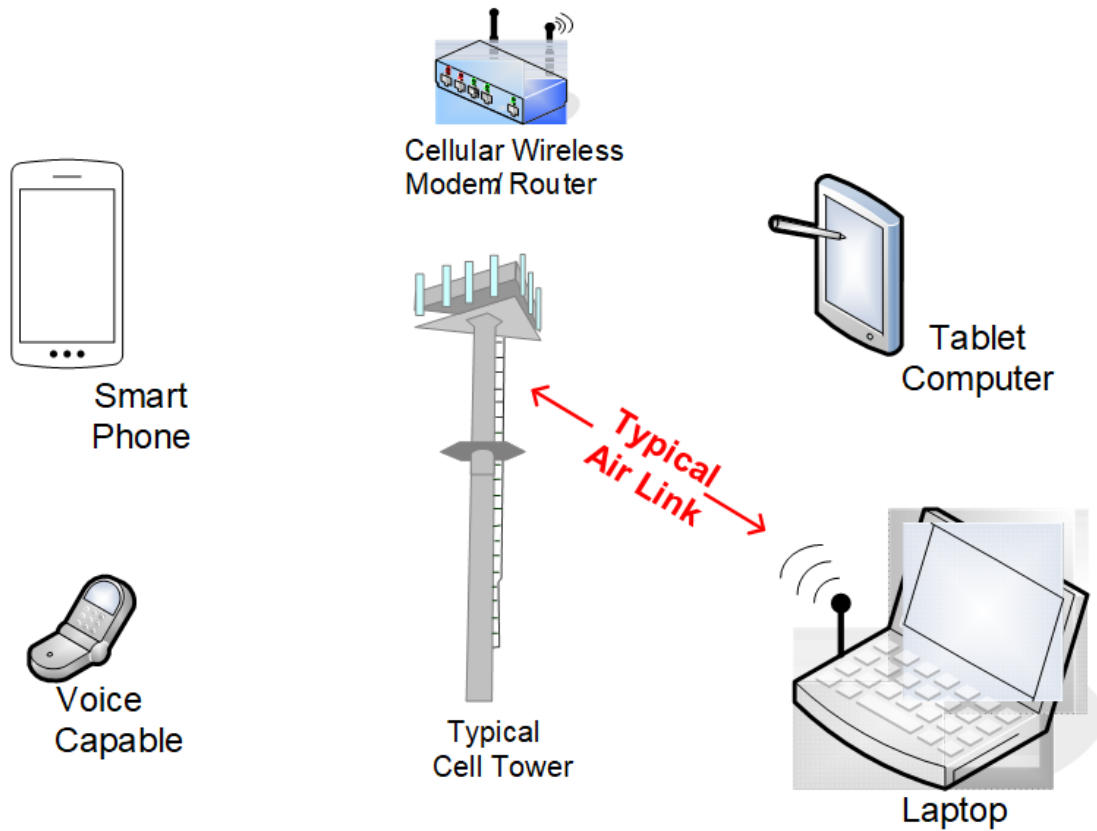 Cellular Wireless
Modem/ Router
Smart
Phone
Tablet
Computer
Typical
Air Link
Voice
Capable
Typical
Cell Tower
Laptop